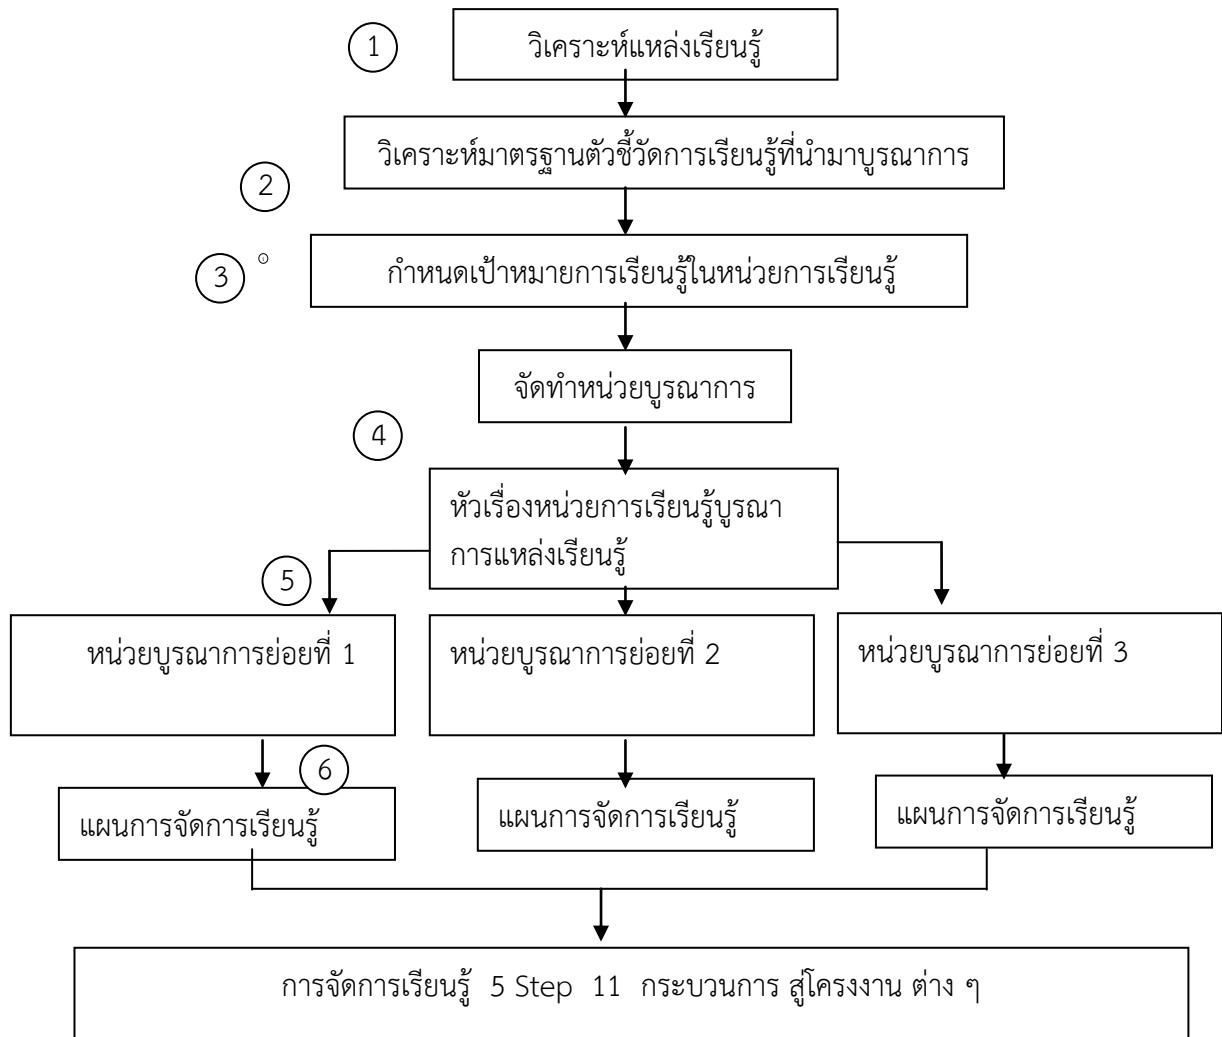 1
วิเคราะห์แหล่งเรียนรู้
วิเคราะห์มาตรฐานตัวชี้วัดการเรียนรู้ที่นำมาบูรณาการ
2
3
กำหนดเป้าหมายการเรียนรู้ในหน่วยการเรียนรู้
จัดทำหน่วยบูรณาการ
4
หัวเรื่องหน่วยการเรียนรู้บูรณา
การแหล่งเรียนรู้
5
หน่วยบูรณาการย่อยที่ 1
หน่วยบูรณาการย่อยที่ 2
หน่วยบูรณาการย่อยที่ 3
6
แผนการจัดการเรียนรู้
แผนการจัดการเรียนรู้
แผนการจัดการเรียนรู้
การจัดการเรียนรู้ 5 Step 11 กระบวนการ สู่โครงงาน ต่าง ๆ